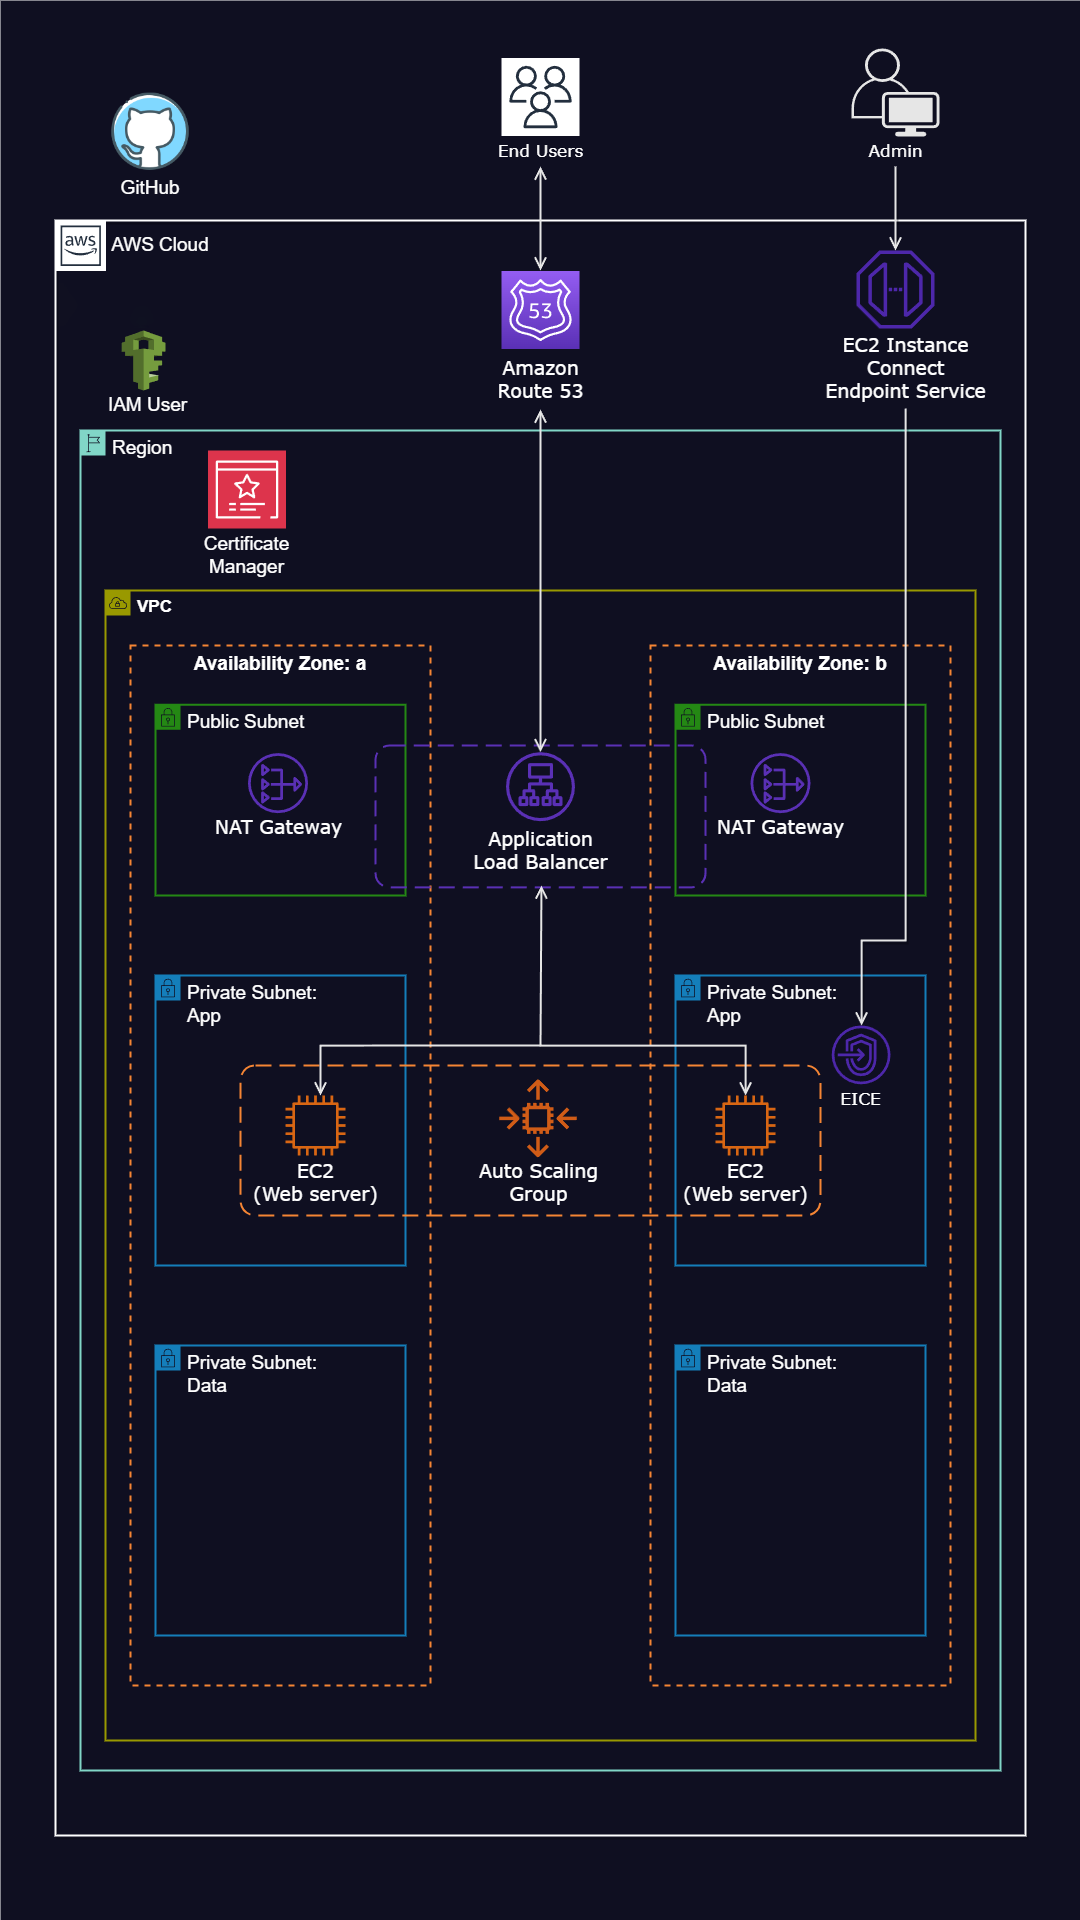 GitHub
End Users
Admin
aws
AWS Cloud
53
Amazon
Route 53
EC2 Instance
Connect
Endpoint Service
IAM User
Region
Certificate
Manager
VPC
Availability Zone: a
Availability Zone: b
Public Subnet
Public Subnet
NAT Gateway
Application
Load Balancer
NAT Gateway
Private Subnet:
App
Private Subnet:
App
EICE
EC2
(Web server)
Auto Scaling
Group
EC2
(Web server)
Private Subnet:
Data
Private Subnet:
Data